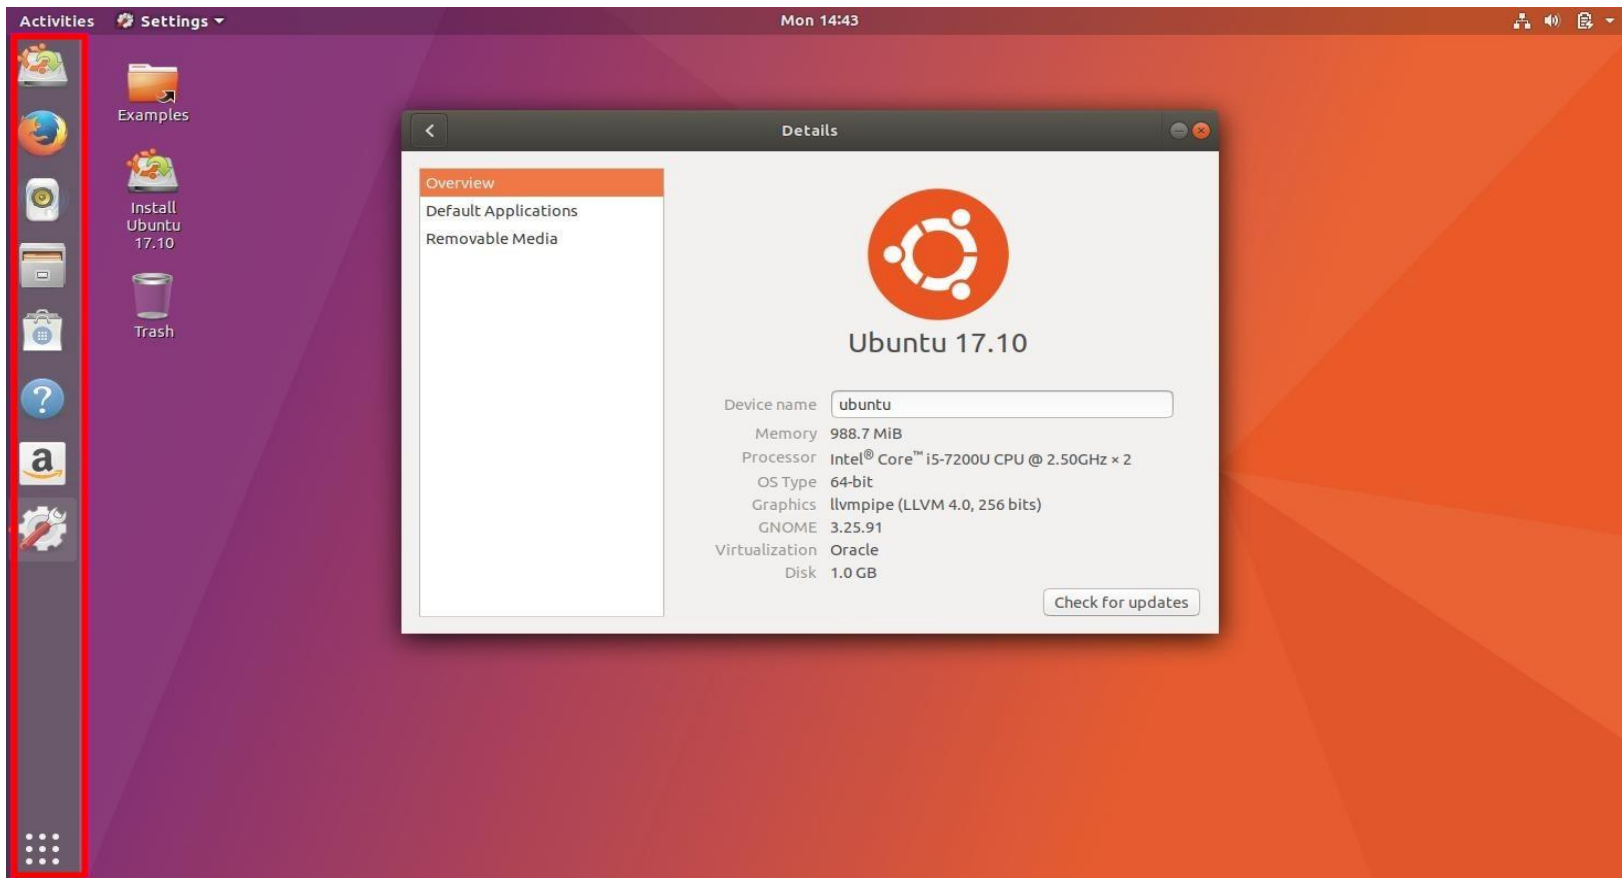 Activities Settings Mon 14:43
Examples
Install
Ubuntu
17.10
Trash
?
a
Details
Overview
Default Applications
Removable Media
Ubuntu 17.10
Device name ubuntu
Memory 988.7 MiB
Processor Intel® Core™ i5-7200U CPU @ 2.50GHz × 2
OS Type 64-bit
Graphics llvmpipe (LLVM 4.0, 256 bits)
GNOME 3.25.91
Virtualization Oracle
Disk 1.0 GB
Check for updates